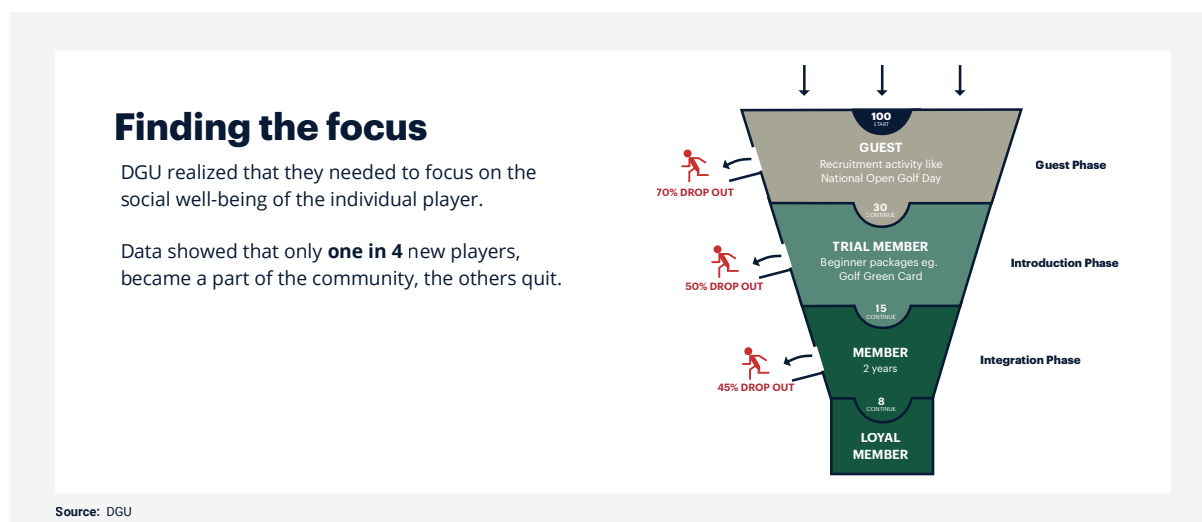 Finding the focus
DGU realized that they needed to focus on the
social well-being of the individual player.
Data showed that only one in 4 new players,
became a part of the community, the others quit.
100
START
GUEST
Recruitment activity like
National Open Golf Day
70% DROP OUT
Guest Phase
30
CONTINUE
TRIAL MEMBER
Beginner packages eg.
Golf Green Card
50% DROP OUT
Introduction Phase
15
CONTINUE
MEMBER
2 years
45% DROP OUT
Integration Phase
8
CONTINUE
LOYAL
MEMBER
Source: DGU